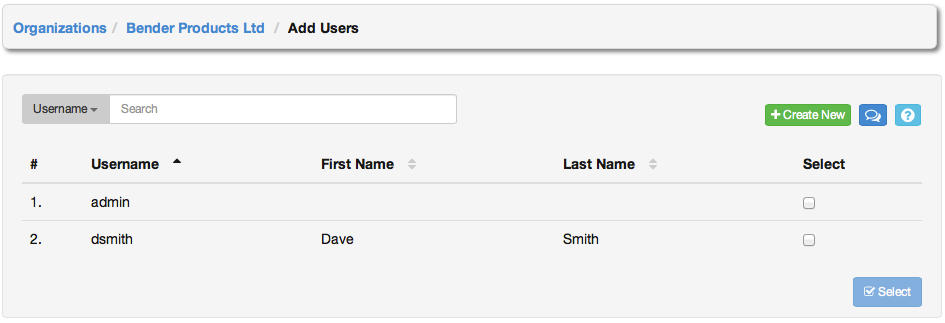 Organizations / Bender Products Ltd / Add Users
Username Search
Create New ?
# Username First Name Last Name Select
1. admin
2. dsmith Dave Smith
Select